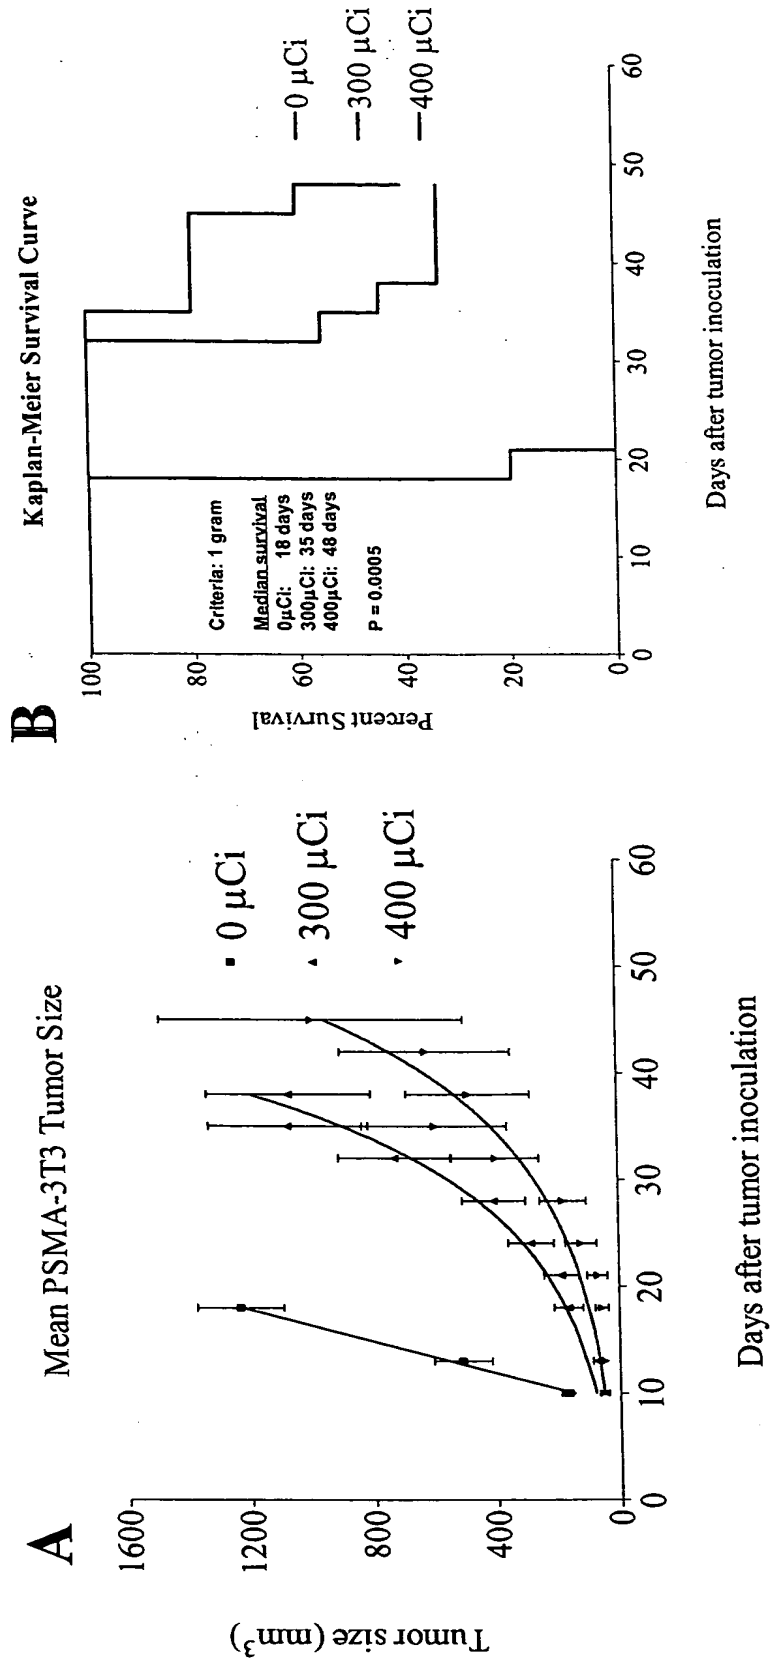 A
Mean PSMA-3T3 Tumor Size
Tumor size (mm³)
1600
1200
800
400
0
0 10 20 30 40 50 60
Days after tumor inoculation
0 µCi
300 µCi
400 µCi
B
Kaplan-Meier Survival Curve
Percent Survival
100
80
60
40
20
0
0 10 20 30 40 50 60
Days after tumor inoculation
Criteria: 1 gram
Median survival
0µCi: 18 days
300µCi: 35 days
400µCi: 48 days
P = 0.0005
0 µCi
300 µCi
400 µCi